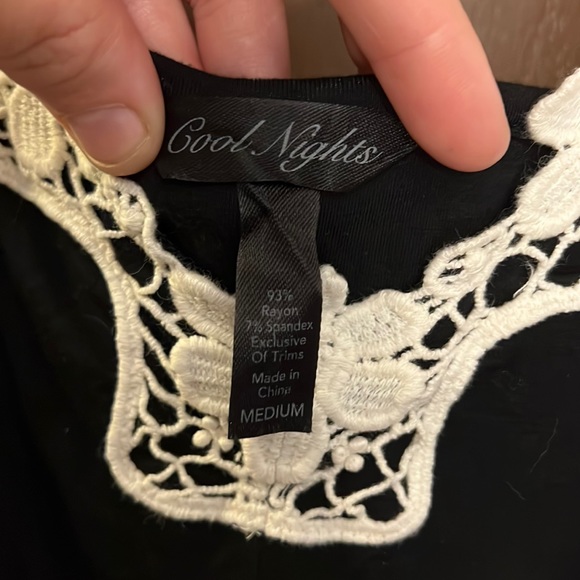 Cool Nights
93%
Rayon
7% Spandex
Exclusive
Of Trims
Made in
China
MEDIUM